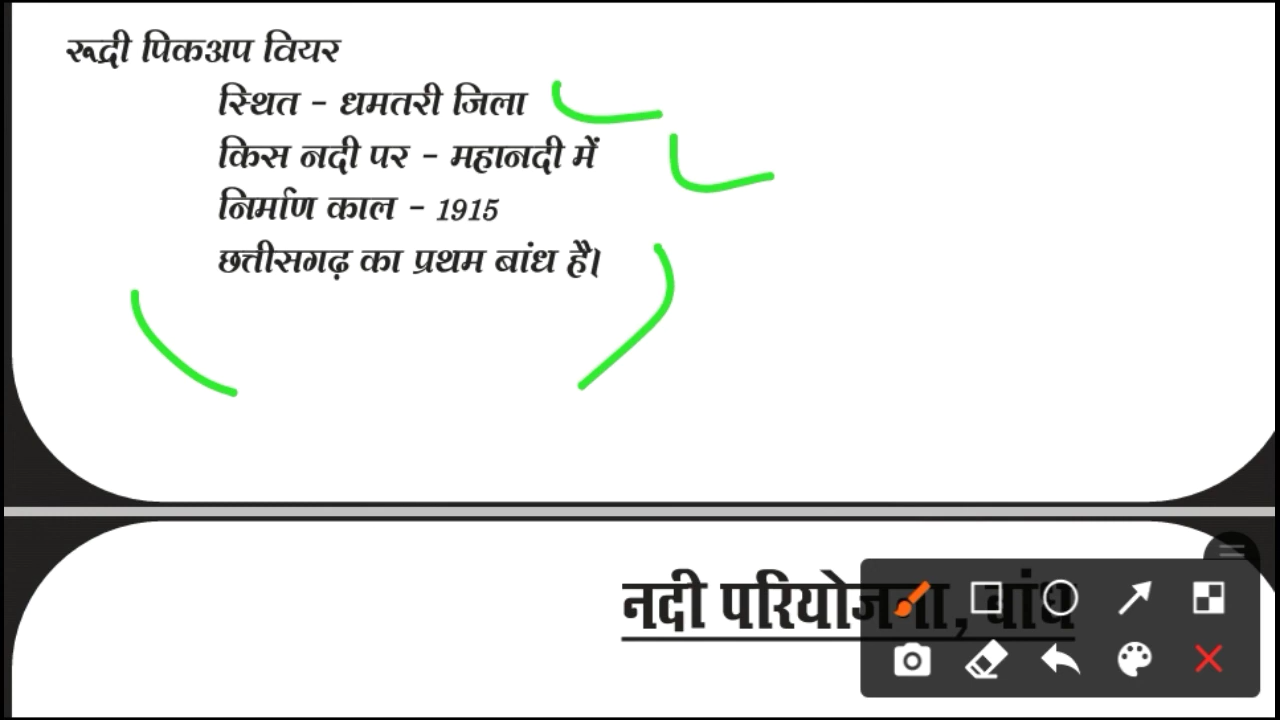 रूद्री पिकअप वियर
स्थित - धमतरी जिला
किस नदी पर - महानदी में
निर्माण काल - 1915
छत्तीसगढ़ का प्रथम बांध है।
नदी परियोजना, बांध